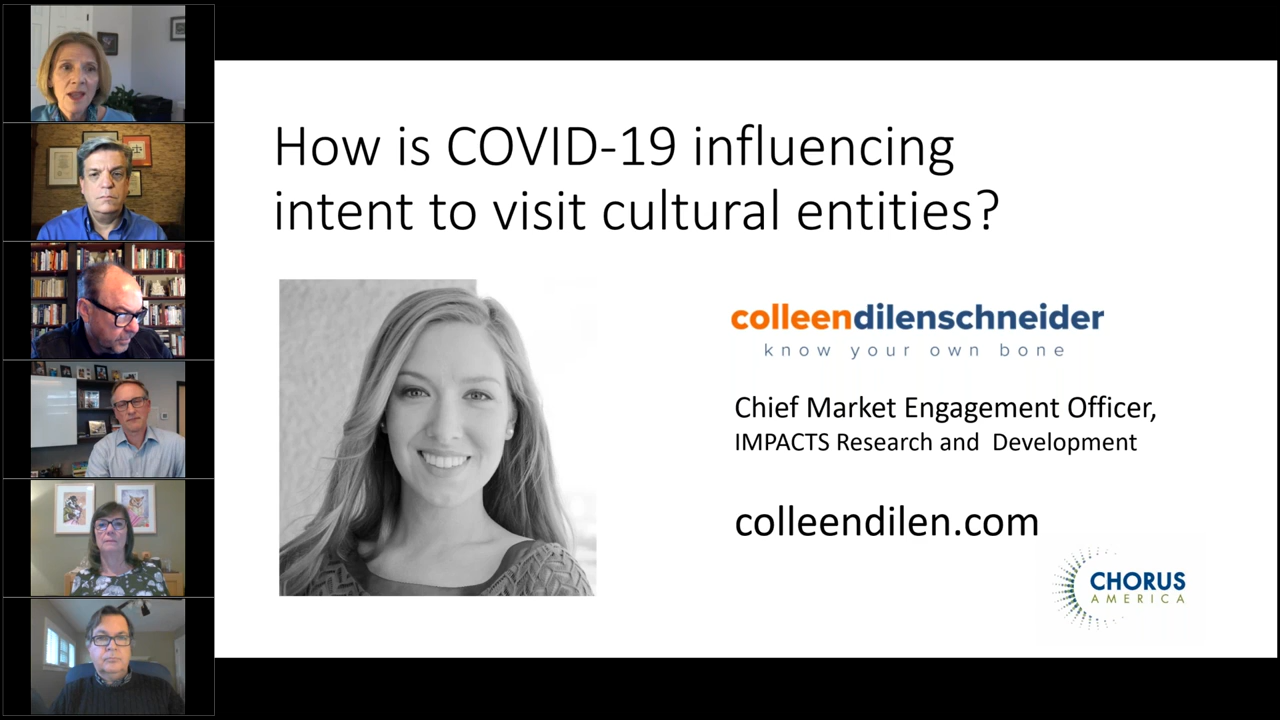 How is COVID-19 influencing
intent to visit cultural entities?
colleendilenschneider
know your own bone
Chief Market Engagement Officer,
IMPACTS Research and Development
colleendilen.com
CHORUS
AMERICA